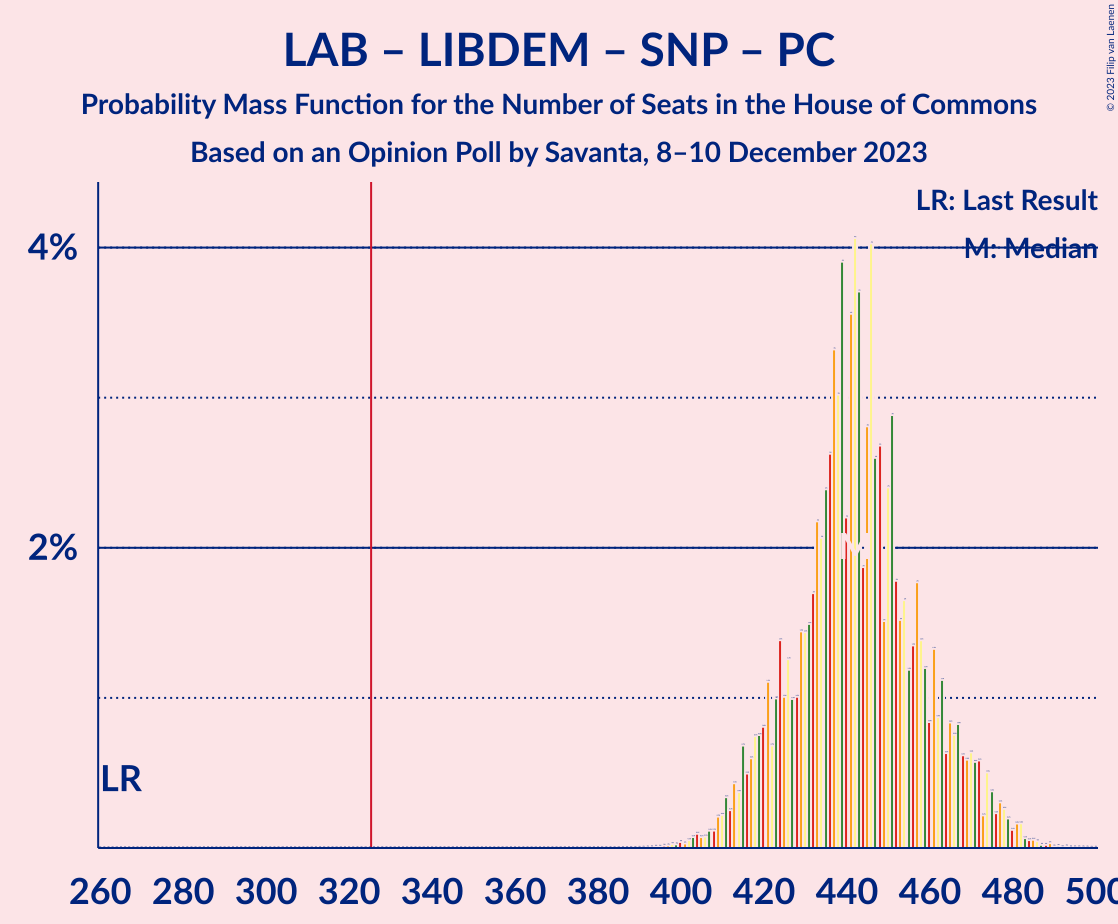 LAB – LIBDEM – SNP – PC
Probability Mass Function for the Number of Seats in the House of Commons
Based on an Opinion Poll by Savanta, 8–10 December 2023
© 2023 Filip van Laenen
LR: Last Result
M: Median
4%
2%
M
LR
260 280 300 320 340 360 380 400 420 440 460 480 500